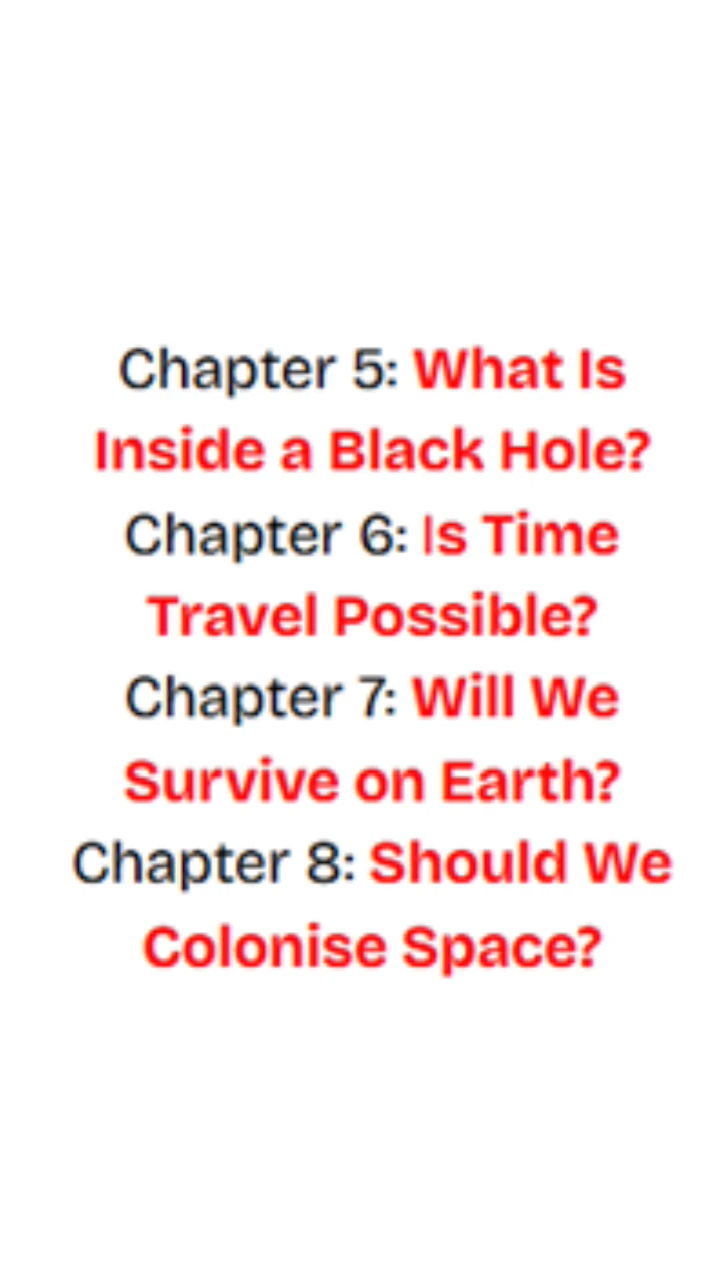 Chapter 5: What Is
Inside a Black Hole?
Chapter 6: Is Time
Travel Possible?
Chapter 7: Will We
Survive on Earth?
Chapter 8: Should We
Colonise Space?